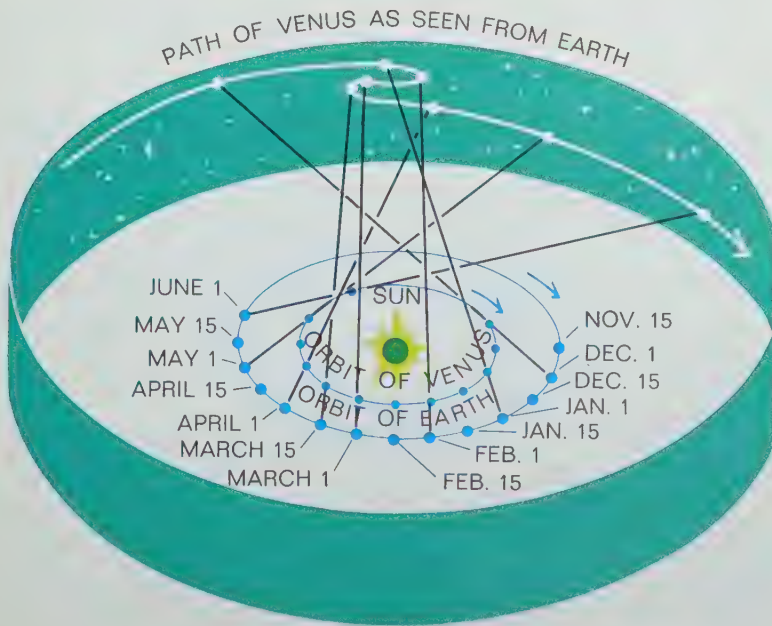 PATH OF VENUS AS SEEN FROM EARTH
SUN
ORBIT OF VENUS
ORBIT OF EARTH
JUNE 1
MAY 15
MAY 1
APRIL 15
APRIL 1
MARCH 15
MARCH 1
FEB. 15
FEB. 1
JAN. 15
JAN. 1
DEC. 15
DEC. 1
NOV. 15